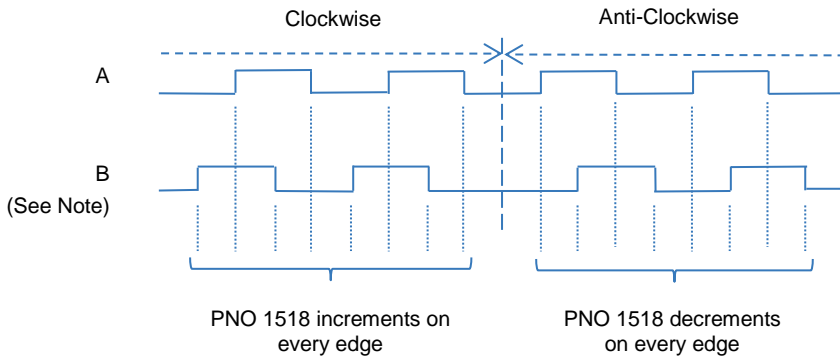 Clockwise
Anti-Clockwise
A
B
(See Note)
PNO 1518 increments on
every edge
PNO 1518 decrements
on every edge